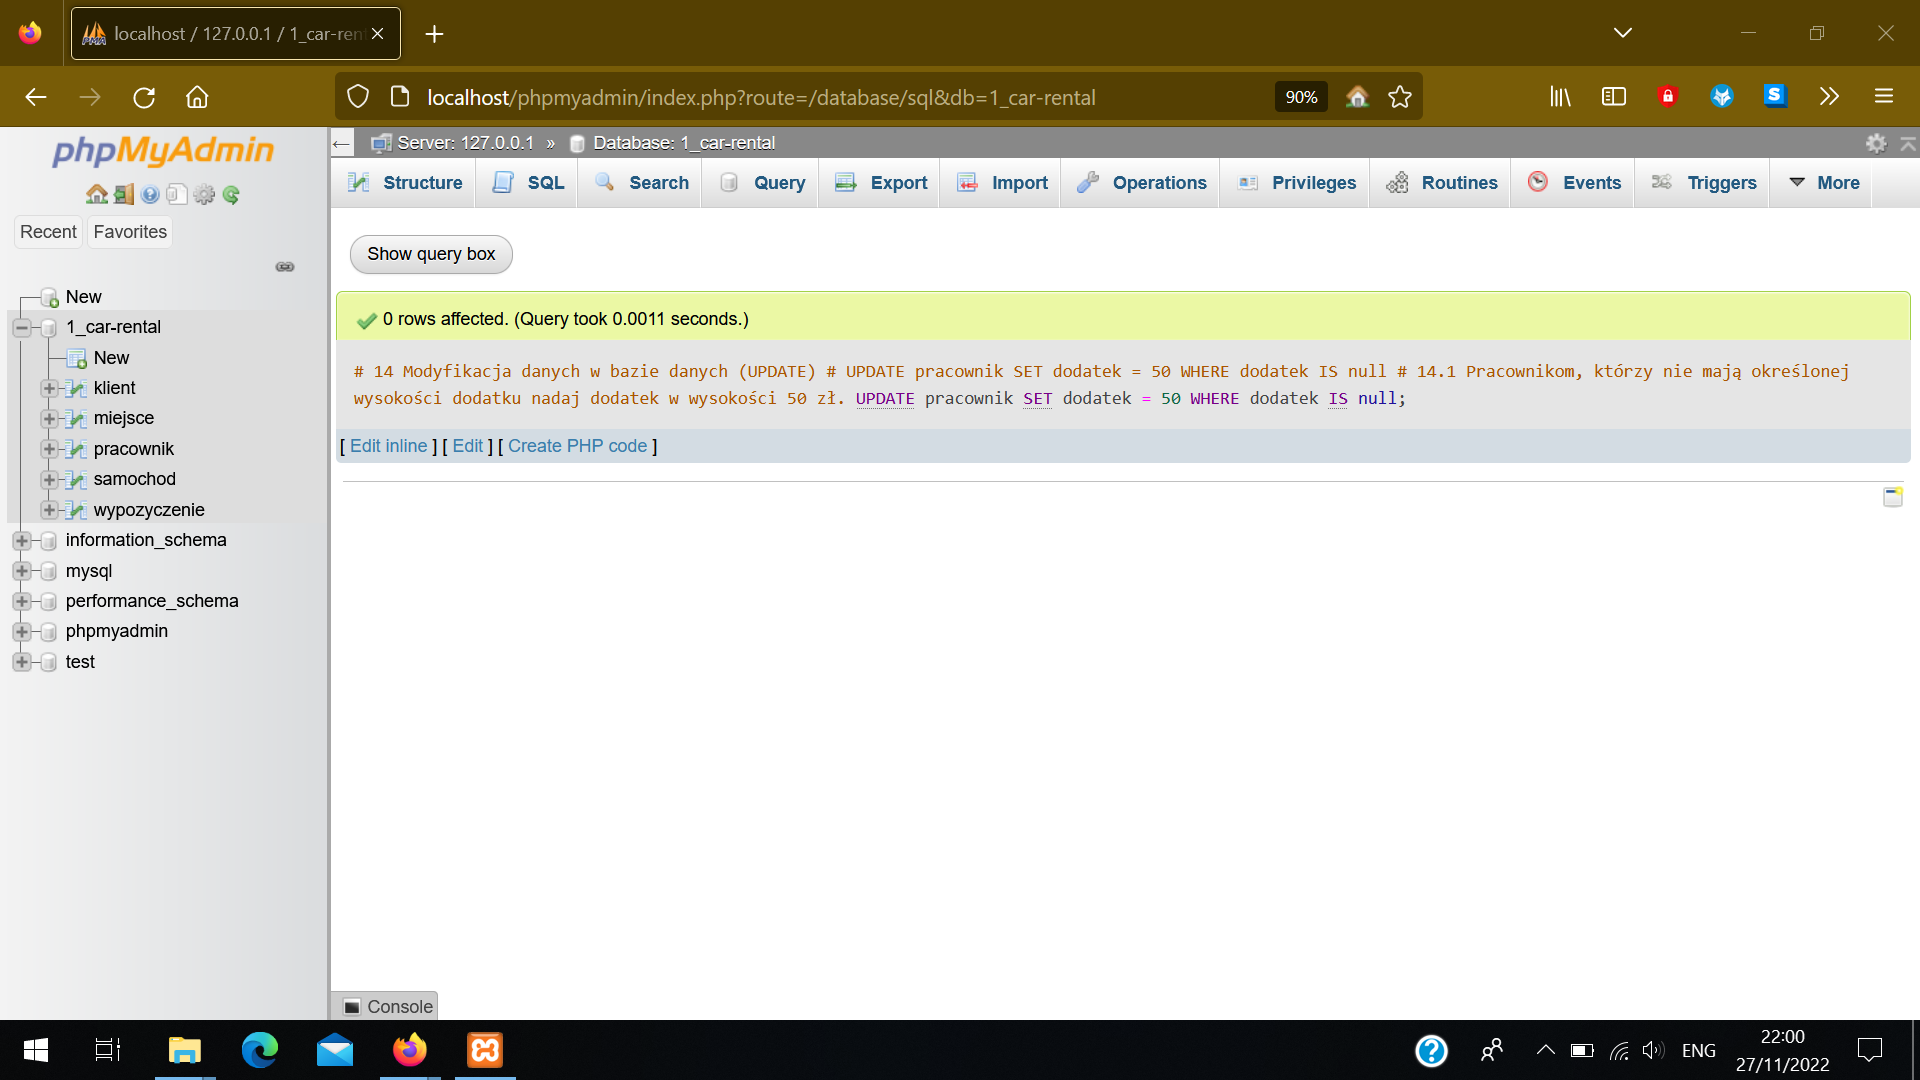 localhost / 127.0.0.1 / 1_car-ren
localhost/phpmyadmin/index.php?route=/database/sql&db=1_car-rental
90%
S
phpMyAdmin
Recent
Favorites
New
1_car-rental
New
klient
miejsce
pracownik
samochod
wypozyczenie
information_schema
mysql
performance_schema
phpmyadmin
test
Server: 127.0.0.1 » Database: 1_car-rental
Structure SQL Search Query Export Import Operations Privileges Routines Events Triggers More
Show query box
0 rows affected. (Query took 0.0011 seconds.)
# 14 Modyfikacja danych w bazie danych (UPDATE) # UPDATE pracownik SET dodatek = 50 WHERE dodatek IS null # 14.1 Pracownikom, którzy nie mają określonej
wysokości dodatku nadaj dodatek w wysokości 50 zł. UPDATE pracownik SET dodatek = 50 WHERE dodatek IS null;
[ Edit inline ] [ Edit ] [ Create PHP code ]
Console
ENG
22:00
27/11/2022